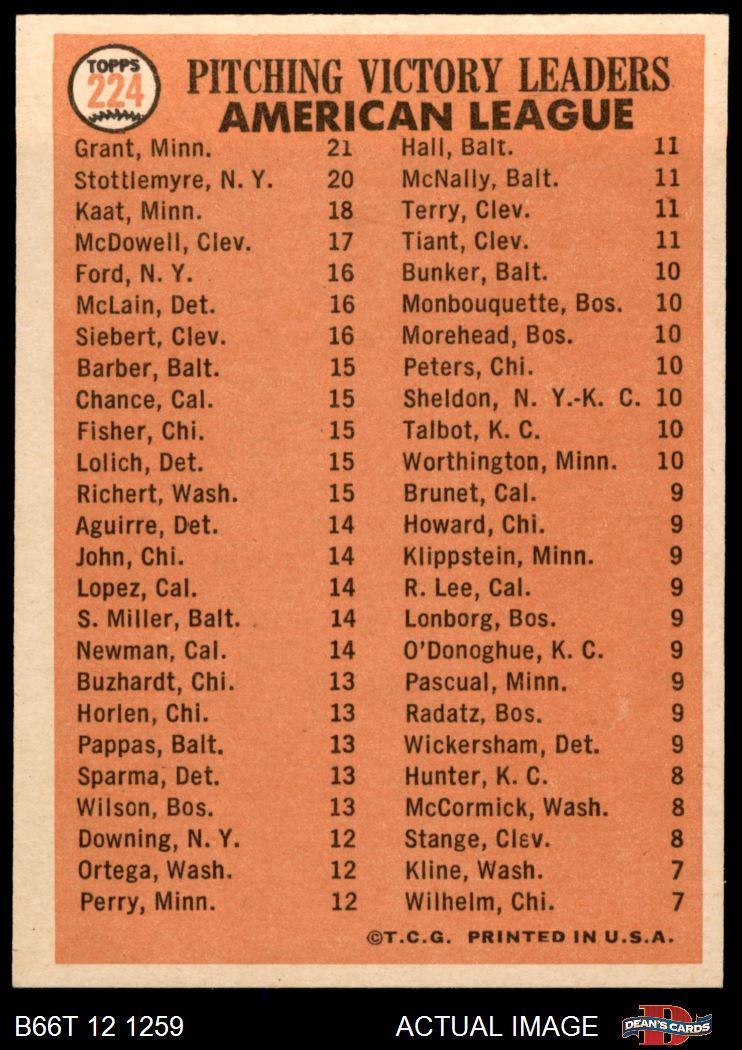 TOPPS
224
PITCHING VICTORY LEADERS
AMERICAN LEAGUE
Grant, Minn. 21
Stottlemyre, N. Y. 20
Kaat, Minn. 18
McDowell, Clev. 17
Ford, N. Y. 16
McLain, Det. 16
Siebert, Clev. 16
Barber, Balt. 15
Chance, Cal. 15
Fisher, Chi. 15
Lolich, Det. 15
Richert, Wash. 15
Aguirre, Det. 14
John, Chi. 14
Lopez, Cal. 14
S. Miller, Balt. 14
Newman, Cal. 14
Buzhardt, Chi. 13
Horlen, Chi. 13
Pappas, Balt. 13
Sparma, Det. 13
Wilson, Bos. 13
Downing, N. Y. 12
Ortega, Wash. 12
Perry, Minn. 12
Hall, Balt. 11
McNally, Balt. 11
Terry, Clev. 11
Tiant, Clev. 11
Bunker, Balt. 10
Monbouquette, Bos. 10
Morehead, Bos. 10
Peters, Chi. 10
Sheldon, N. Y.-K. C. 10
Talbot, K. C. 10
Worthington, Minn. 10
Brunet, Cal. 9
Howard, Chi. 9
Klippstein, Minn. 9
R. Lee, Cal. 9
Lonborg, Bos. 9
O'Donoghue, K. C. 9
Pascual, Minn. 9
Radatz, Bos. 9
Wickersham, Det. 9
Hunter, K. C. 8
McCormick, Wash. 8
Stange, Clev. 8
Kline, Wash. 7
Wilhelm, Chi. 7
©T.C.G. PRINTED IN U.S.A.
B66T 12 1259
ACTUAL IMAGE
D
DEAN'S CARDS